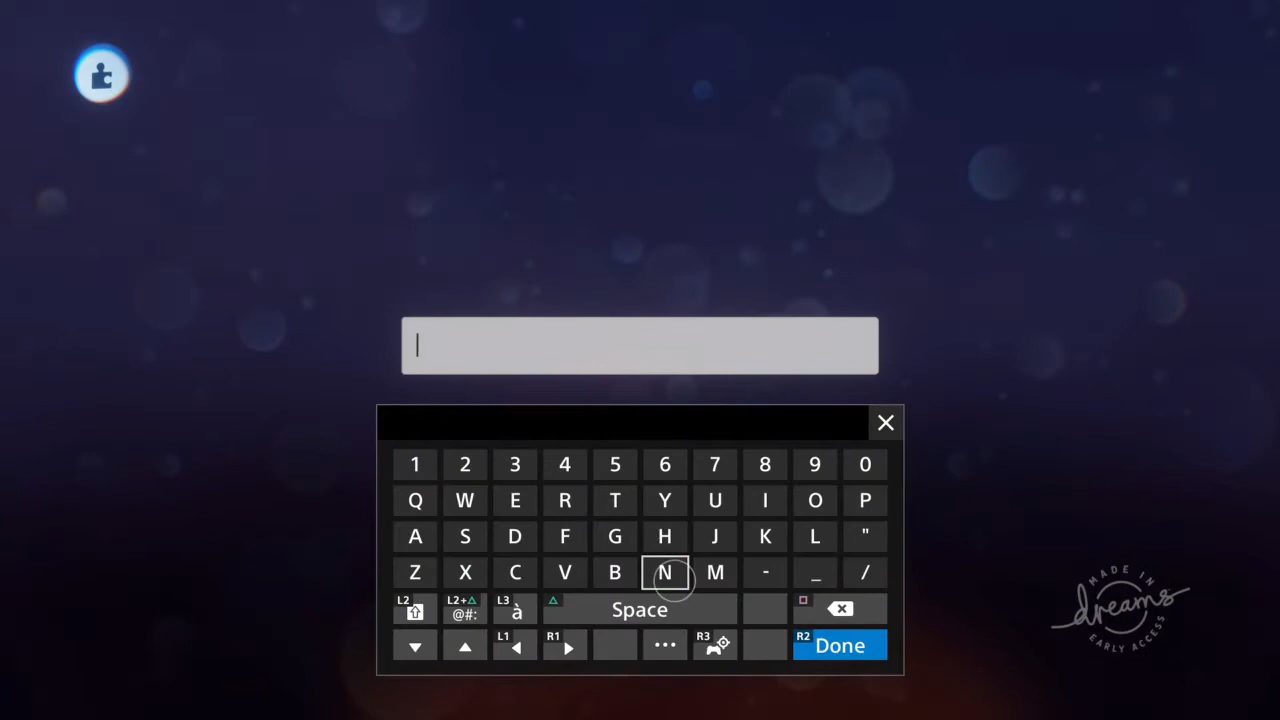 1 2 3 4 5 6 7 8 9 0
Q W E R T Y U I O P
A S D F G H J K L "
Z X C V B N M - _ /
L2 L2+△ @#: L3 à △ Space □
L1 R1 ... R3 R2 Done
MADE IN
dreams
EARLY ACCESS